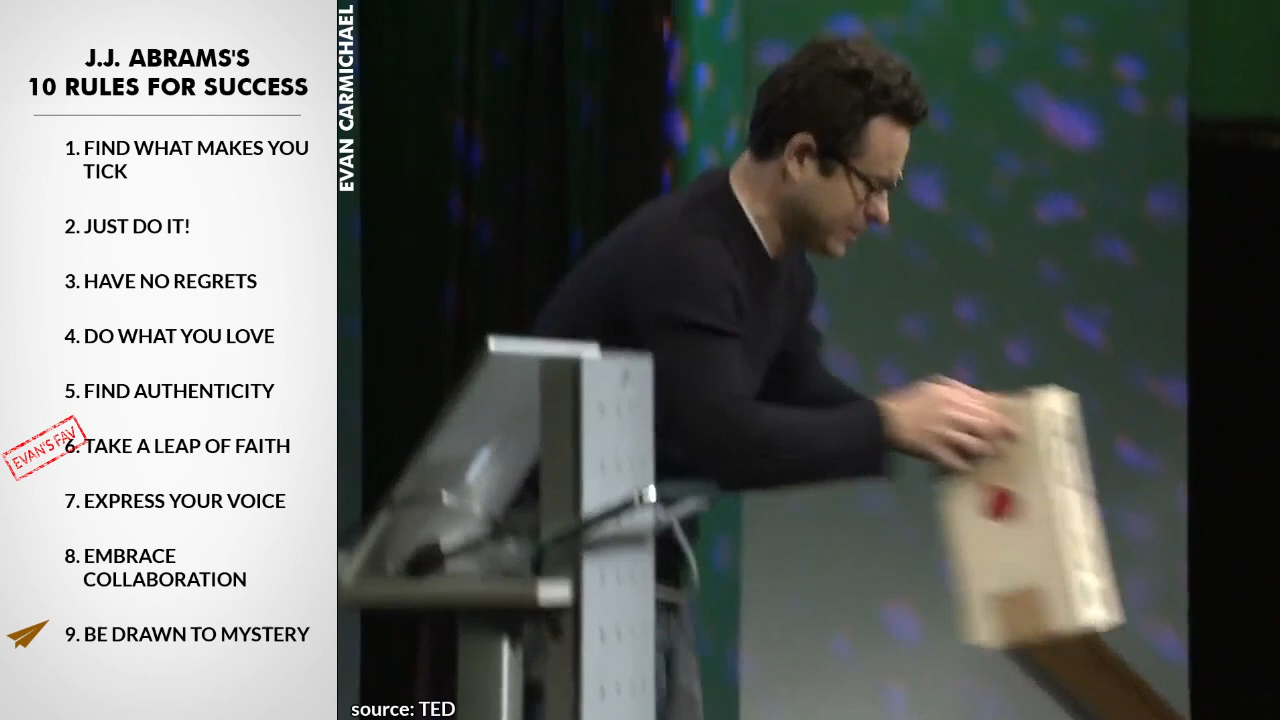 J.J. ABRAMS'S
10 RULES FOR SUCCESS
1. FIND WHAT MAKES YOU
TICK
2. JUST DO IT!
3. HAVE NO REGRETS
4. DO WHAT YOU LOVE
5. FIND AUTHENTICITY
EVAN'S FAV
6. TAKE A LEAP OF FAITH
7. EXPRESS YOUR VOICE
8. EMBRACE
COLLABORATION
9. BE DRAWN TO MYSTERY
EVAN CARMICHAEL
source: TED